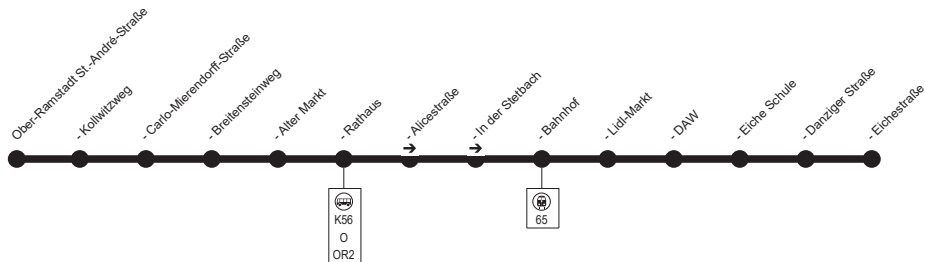 Ober-Ramstadt St.-André-Straße
- Kollwitzweg
- Carlo-Mierendorff-Straße
- Breitensteinweg
- Alter Markt
- Rathaus
- Alicestraße
- In der Stetbach
- Bahnhof
- Lidl-Markt
- DAW
- Eiche Schule
- Danziger Straße
- Eichestraße
K56
O
OR2
65